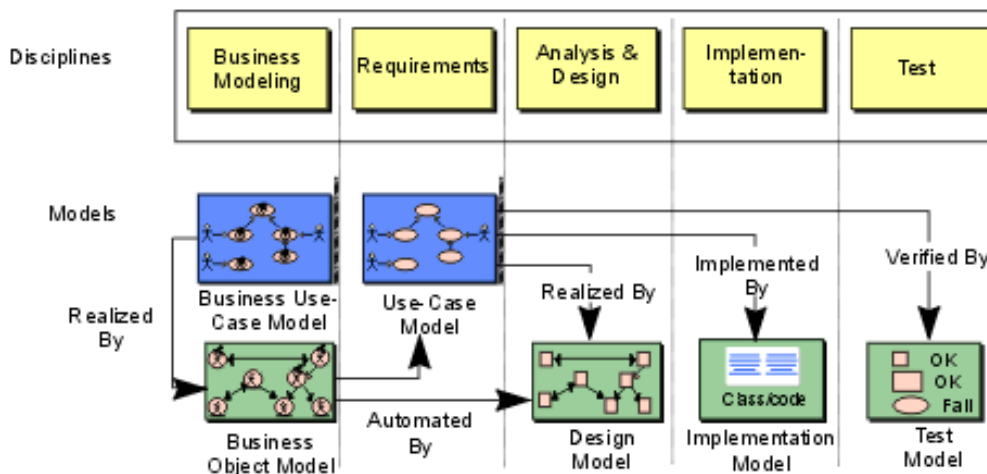 Disciplines
Business
Modeling
Requirements
Analysis &
Design
Implemen-
tation
Test
Models
Business Use-
Case Model
Use- Case
Model
Realized
By
Realized By
Implemented
By
Verified By
Class/code
OK
OK
Fail
Automated
By
Business
Object Model
Design
Model
Implementation
Model
Test
Model